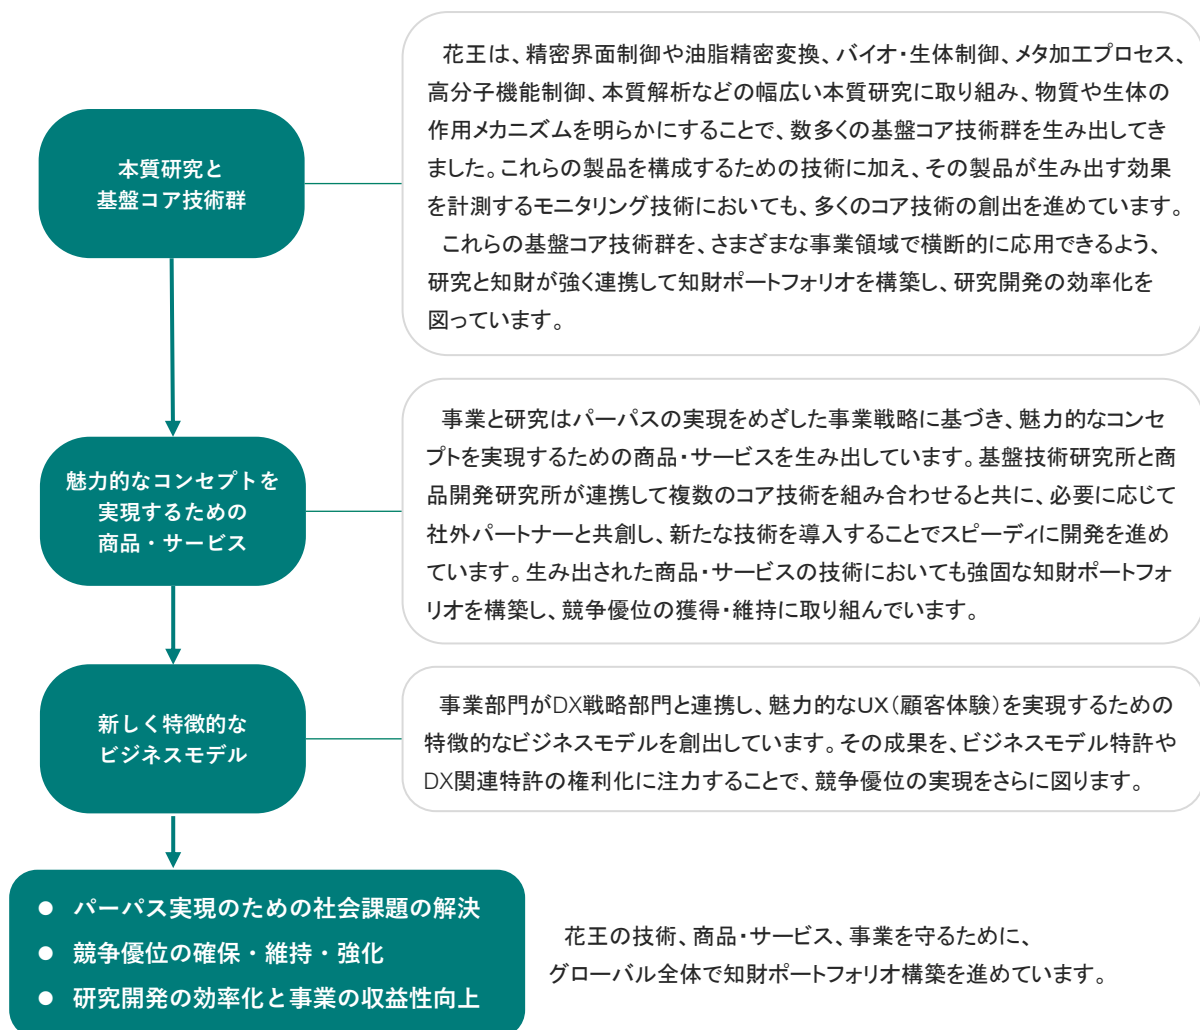 本質研究と
基盤コア技術群
花王は、精密界面制御や油脂精密変換、バイオ・生体制御、メタ加工プロセス、
高分子機能制御、本質解析などの幅広い本質研究に取り組み、物質や生体の
作用メカニズムを明らかにすることで、数多くの基盤コア技術群を生み出してき
ました。これらの製品を構成するための技術に加え、その製品が生み出す効果
を計測するモニタリング技術においても、多くのコア技術の創出を進めています。
これらの基盤コア技術群を、さまざまな事業領域で横断的に応用できるよう、
研究と知財が強く連携して知財ポートフォリオを構築し、研究開発の効率化を
図っています。
魅力的なコンセプトを
実現するための
商品・サービス
事業と研究はパーパスの実現をめざした事業戦略に基づき、魅力的なコンセ
プトを実現するための商品・サービスを生み出しています。基盤技術研究所と商
品開発研究所が連携して複数のコア技術を組み合わせると共に、必要に応じて
社外パートナーと共創し、新たな技術を導入することでスピーディに開発を進め
ています。生み出された商品・サービスの技術においても強固な知財ポートフォ
リオを構築し、競争優位の獲得・維持に取り組んでいます。
新しく特徴的な
ビジネスモデル
事業部門がDX戦略部門と連携し、魅力的なUX（顧客体験）を実現するための
特徴的なビジネスモデルを創出しています。その成果を、ビジネスモデル特許や
DX関連特許の権利化に注力することで、競争優位の実現をさらに図ります。
● パーパス実現のための社会課題の解決
● 競争優位の確保・維持・強化
● 研究開発の効率化と事業の収益性向上
花王の技術、商品・サービス、事業を守るために、
グローバル全体で知財ポートフォリオ構築を進めています。